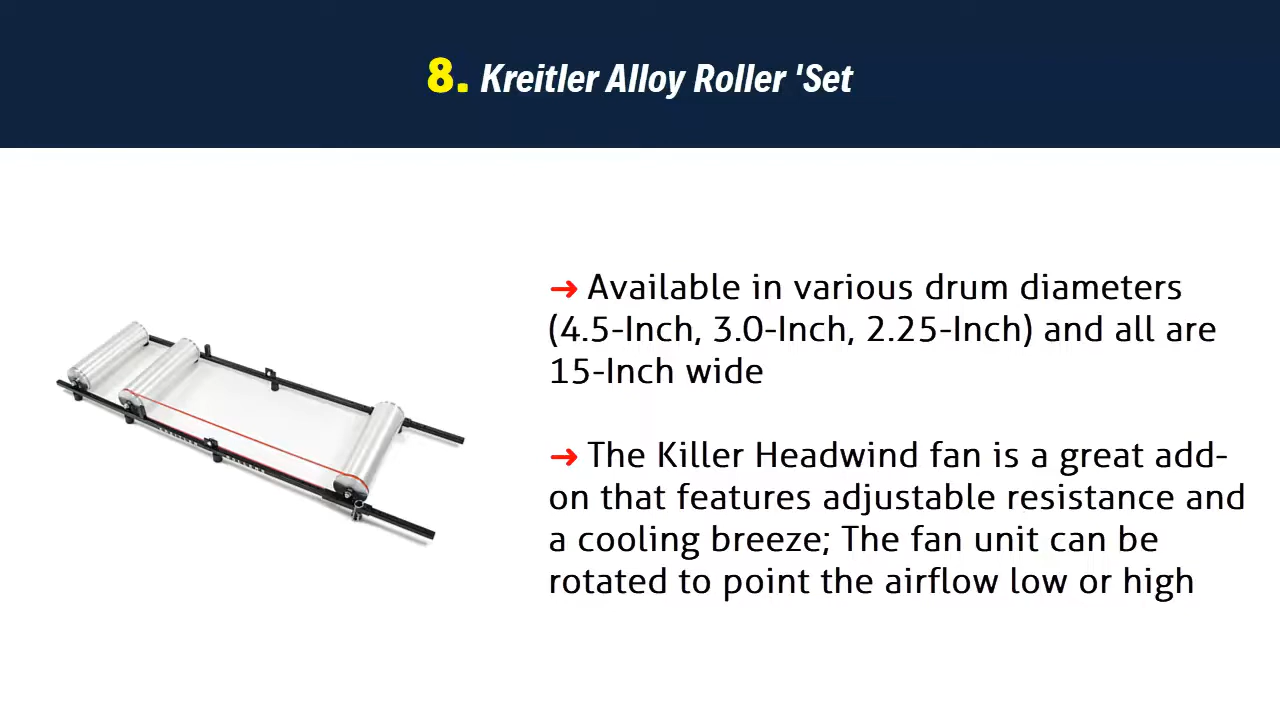 8. Kreitler Alloy Roller 'Set
➜ Available in various drum diameters
(4.5-Inch, 3.0-Inch, 2.25-Inch) and all are
15-Inch wide
➜ The Killer Headwind fan is a great add-
on that features adjustable resistance and
a cooling breeze; The fan unit can be
rotated to point the airflow low or high